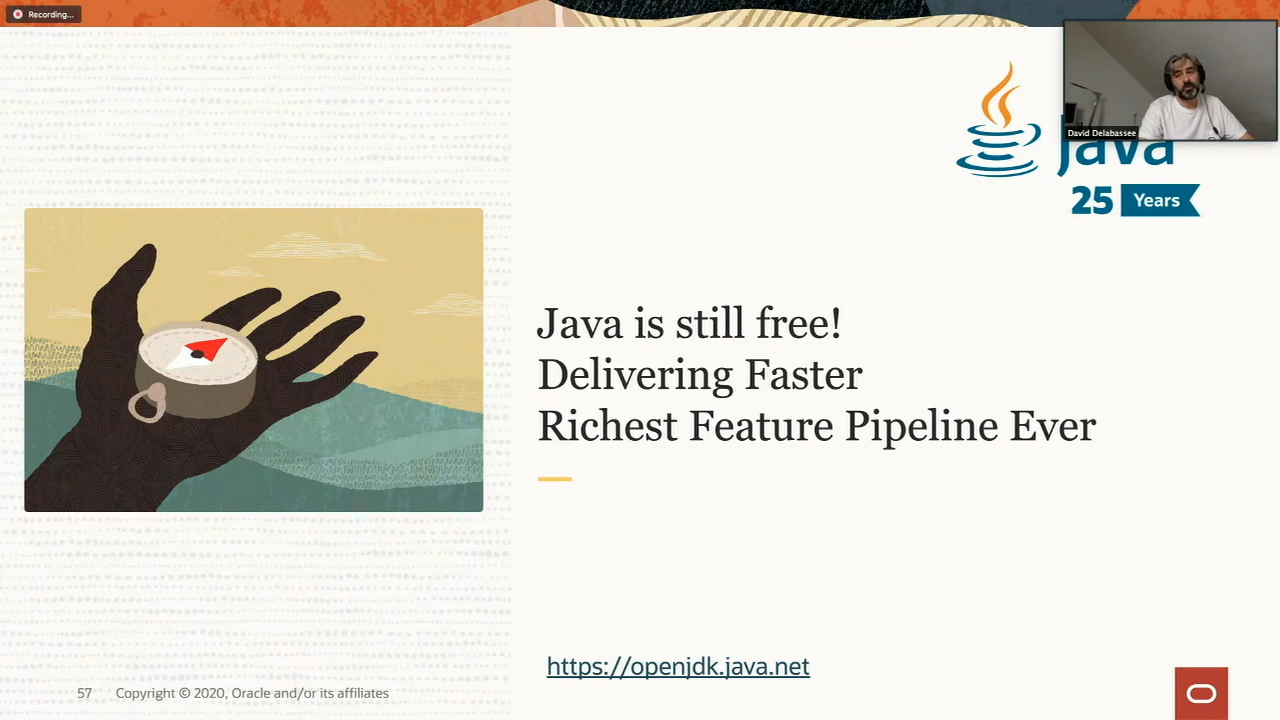 Recording...
David Delabassee
Java
25 Years
Java is still free!
Delivering Faster
Richest Feature Pipeline Ever
https://openjdk.java.net
57 Copyright © 2020, Oracle and/or its affiliates